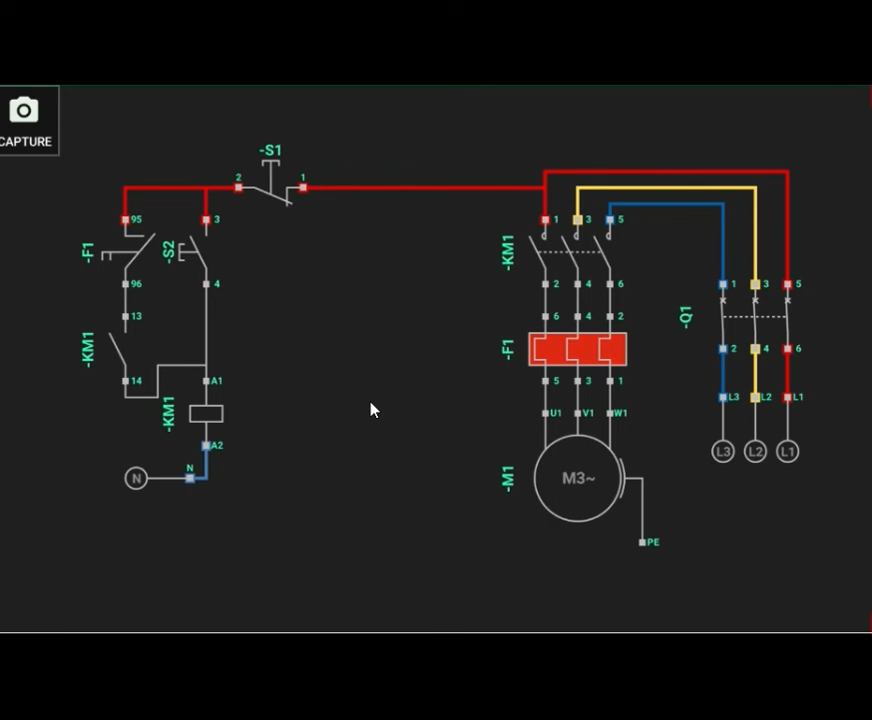 CAPTURE
-S1
2
1
95
3
-F1
-S2
96
4
13
-KM1
14
A1
-KM1
A2
N
N
1
3
5
-KM1
2
4
6
6
4
2
-F1
5
3
1
U1
V1
W1
-M1
M3~
PE
1
3
5
-Q1
2
4
6
L3
L2
L1
L3
L2
L1